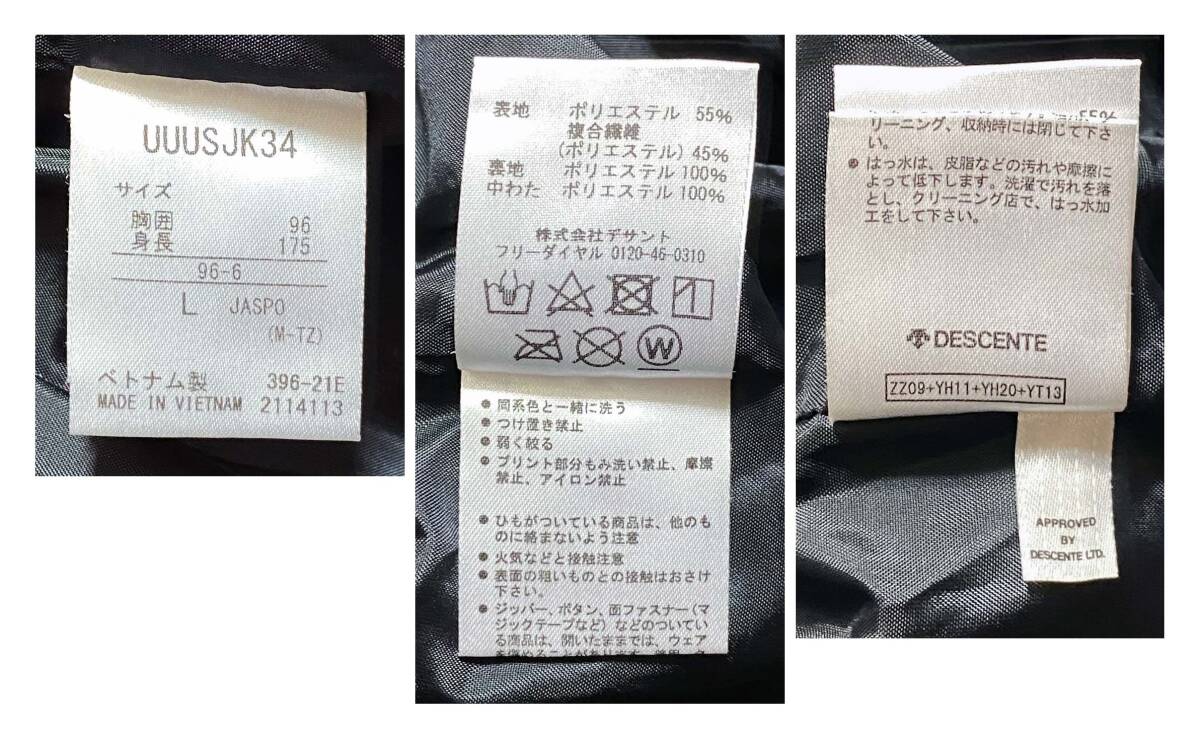 UUUSJK34
サイズ
胸囲 96
身長 175
96-6
L JASPO
(M-TZ)
ベトナム製 396-21E
MADE IN VIETNAM 2114113
表地 ポリエステル 55%
複合繊維
(ポリエステル) 45%
裏地 ポリエステル 100%
中わた ポリエステル 100%
株式会社デサント
フリーダイヤル 0120-46-0310
W
● 同系色と一緒に洗う
● つけ置き禁止
● 弱く絞る
● プリント部分もみ洗い禁止、摩擦
禁止、アイロン禁止
● ひもがついている商品は、他のも
のに絡まないよう注意
● 火気などと接触注意
● 表面の粗いものとの接触はおさけ
下さい。
● ジッパー、ボタン、面ファスナー(マ
ジックテープなど)などのついてい
る商品は、開いたままでは、ウェア
を傷めることがあります。
55%
リーニング、収納時には閉じて下さ
い。
● はっ水は、皮脂などの汚れや摩擦に
よって低下します。洗濯で汚れを落
とし、クリーニング店で、はっ水加
工をして下さい。
DESCENTE
ZZ09+YH11+YH20+YT13
APPROVED
BY
DESCENTE LTD.